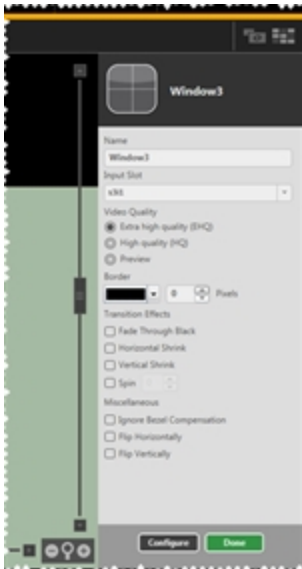 Window3
Name
Window3
Input Slot
s3i1
Video Quality
Extra high quality (EHQ)
High quality (HQ)
Preview
Border
0 Pixels
Transition Effects
Fade Through Black
Horizontal Shrink
Vertical Shrink
Spin
Miscellaneous
Ignore Bezel Compensation
Flip Horizontally
Flip Vertically
Configure Done